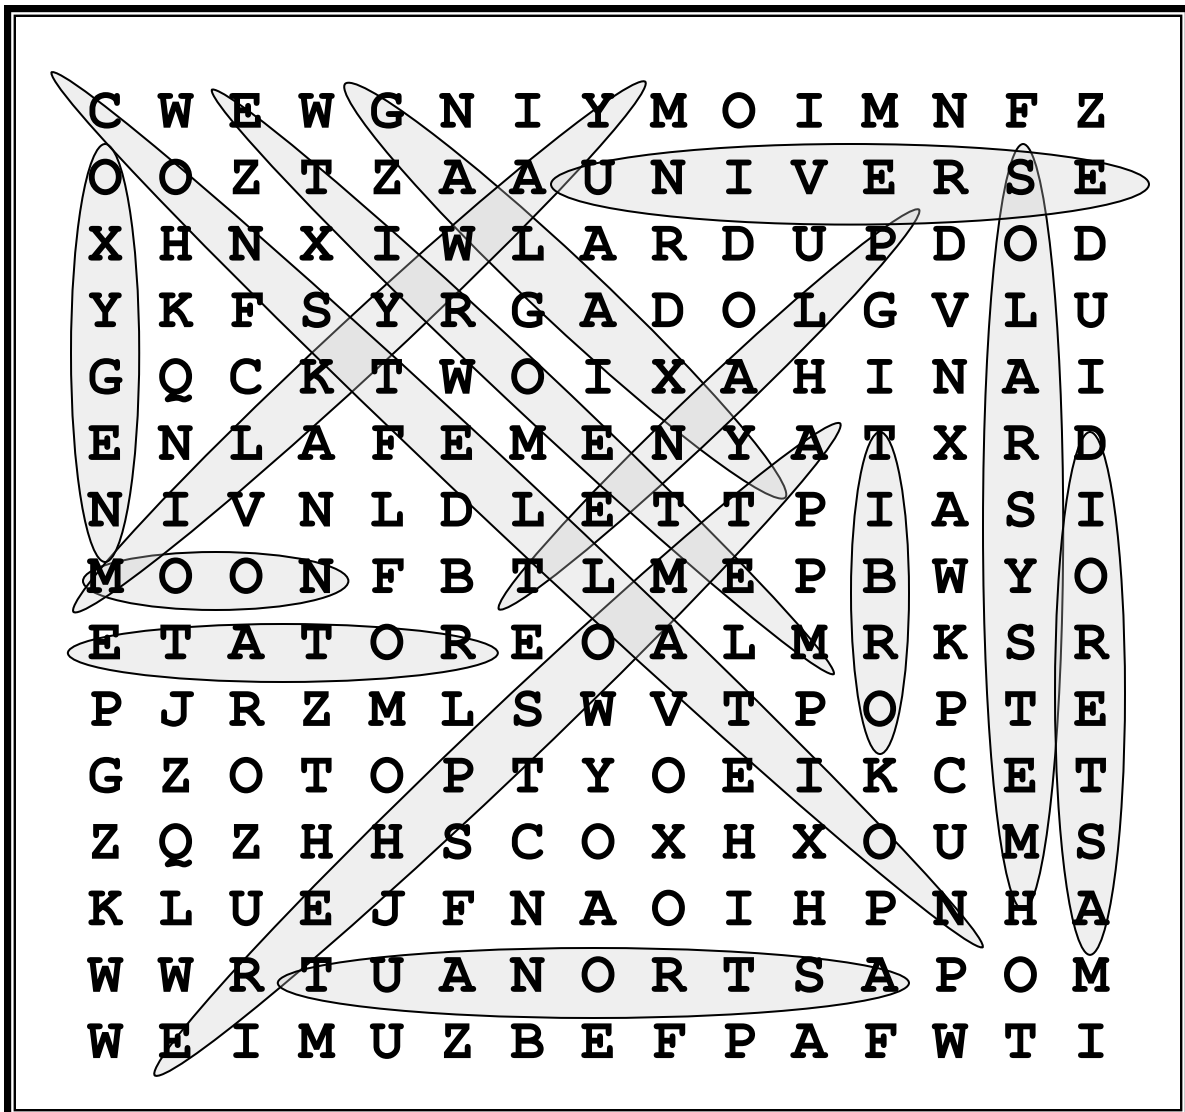 C W E W G N I Y M O I M N F Z
O O Z T Z A A U N I V E R S E
X H N X I W L A R D U P D O D
Y K F S Y R G A D O L G V L U
G Q C K T W O I X A H I N A I
E N L A F E M E N Y A T X R D
N I V N L D L E T T P I A S I
M O O N F B T L M E P B W Y O
E T A T O R E O A L M R K S R
P J R Z M L S W V T P O P T E
G Z O T O P T Y O E I K C E T
Z Q Z H H S C O X H X O U M S
K L U E J F N A O I H P N H A
W W R T U A N O R T S A P O M
W E I M U Z B E F P A F W T I